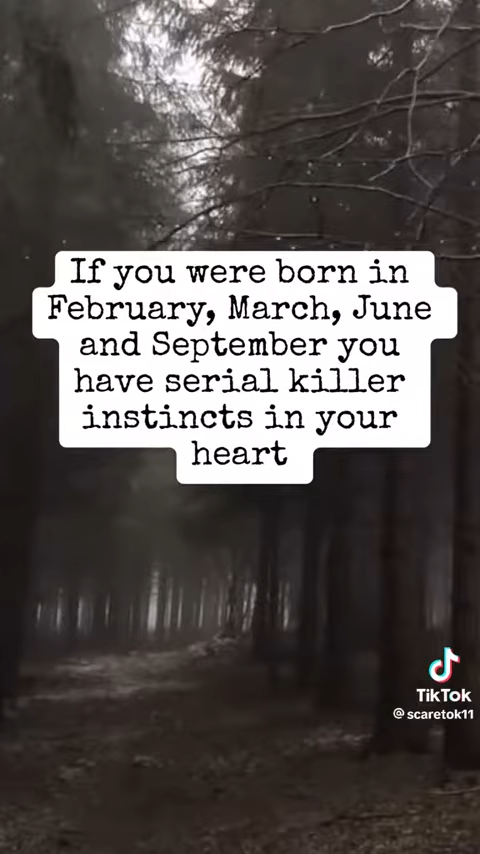 If you were born in
February, March, June
and September you
have serial killer
instincts in your
heart
TikTok
@scaretok11